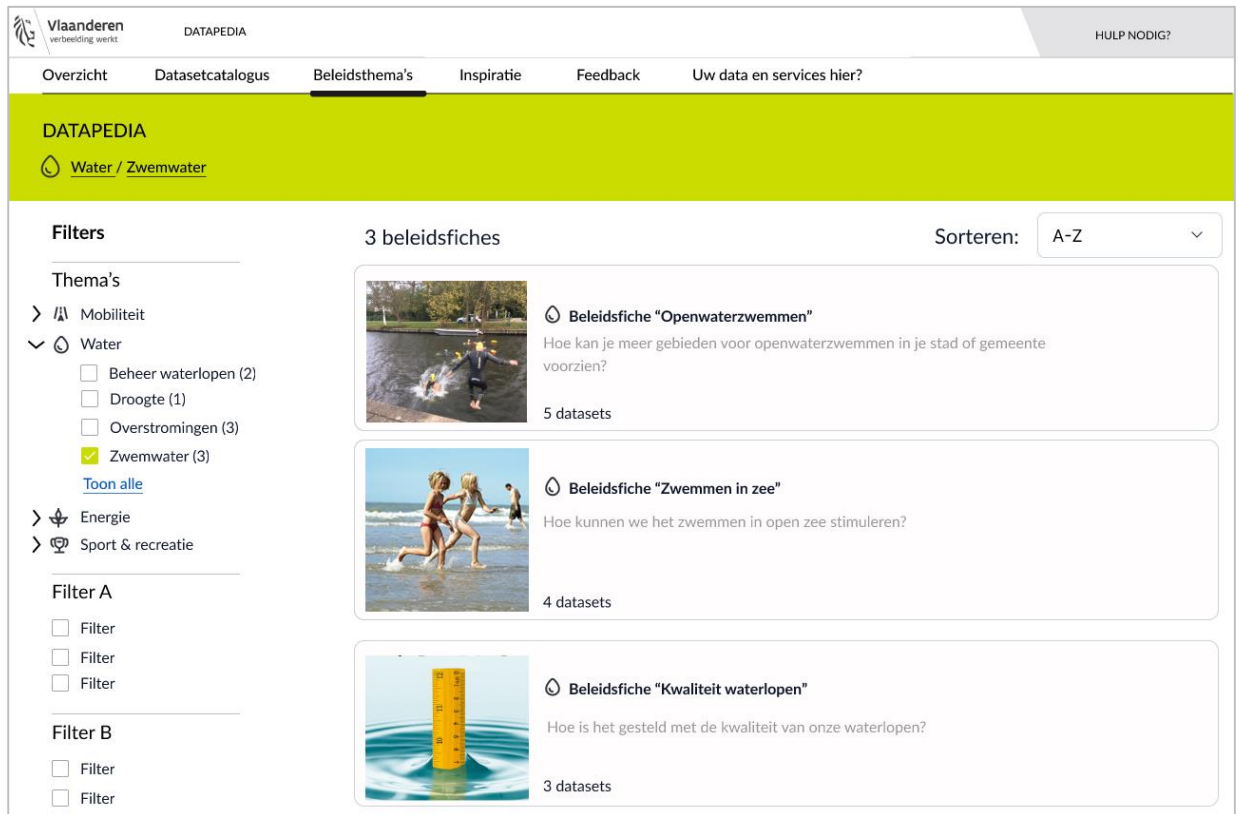 Vlaanderen
verbeelding werkt
DATAPEDIA
HULP NODIG?
Overzicht
Datasetcatalogus
Beleidsthema's
Inspiratie
Feedback
Uw data en services hier?
DATAPEDIA
Water / Zwemwater
Filters
Thema's
Mobiliteit
Water
Beheer waterlopen (2)
Droogte (1)
Overstromingen (3)
Zwemwater (3)
Toon alle
Energie
Sport & recreatie
Filter A
Filter
Filter
Filter
Filter B
Filter
Filter
3 beleidsfiches
Sorteren:
A-Z
Beleidsfiche “Openwaterzwemmen”
Hoe kan je meer gebieden voor openwaterzwemmen in je stad of gemeente
voorzien?
5 datasets
Beleidsfiche “Zwemmen in zee”
Hoe kunnen we het zwemmen in open zee stimuleren?
4 datasets
Beleidsfiche “Kwaliteit waterlopen”
Hoe is het gesteld met de kwaliteit van onze waterlopen?
3 datasets